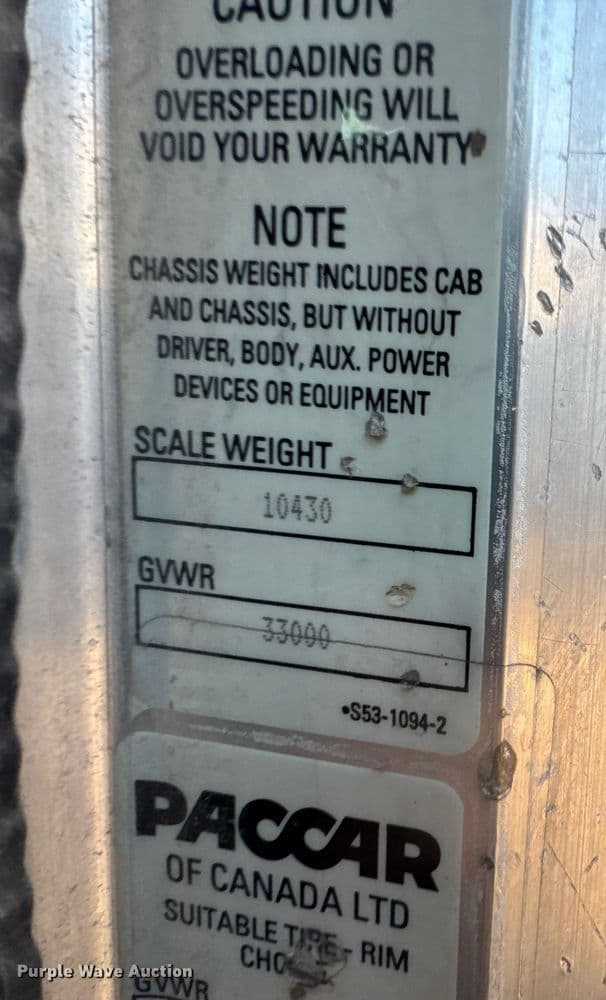 CAUTION
OVERLOADING OR
OVERSPEEDING WILL
VOID YOUR WARRANTY
NOTE
CHASSIS WEIGHT INCLUDES CAB
AND CHASSIS, BUT WITHOUT
DRIVER, BODY, AUX. POWER
DEVICES OR EQUIPMENT
SCALE WEIGHT
10430
GVWR
33000
•S53-1094-2
PACCAR
OF CANADA LTD
SUITABLE TIRE - RIM
GVWR
Purple Wave Auction